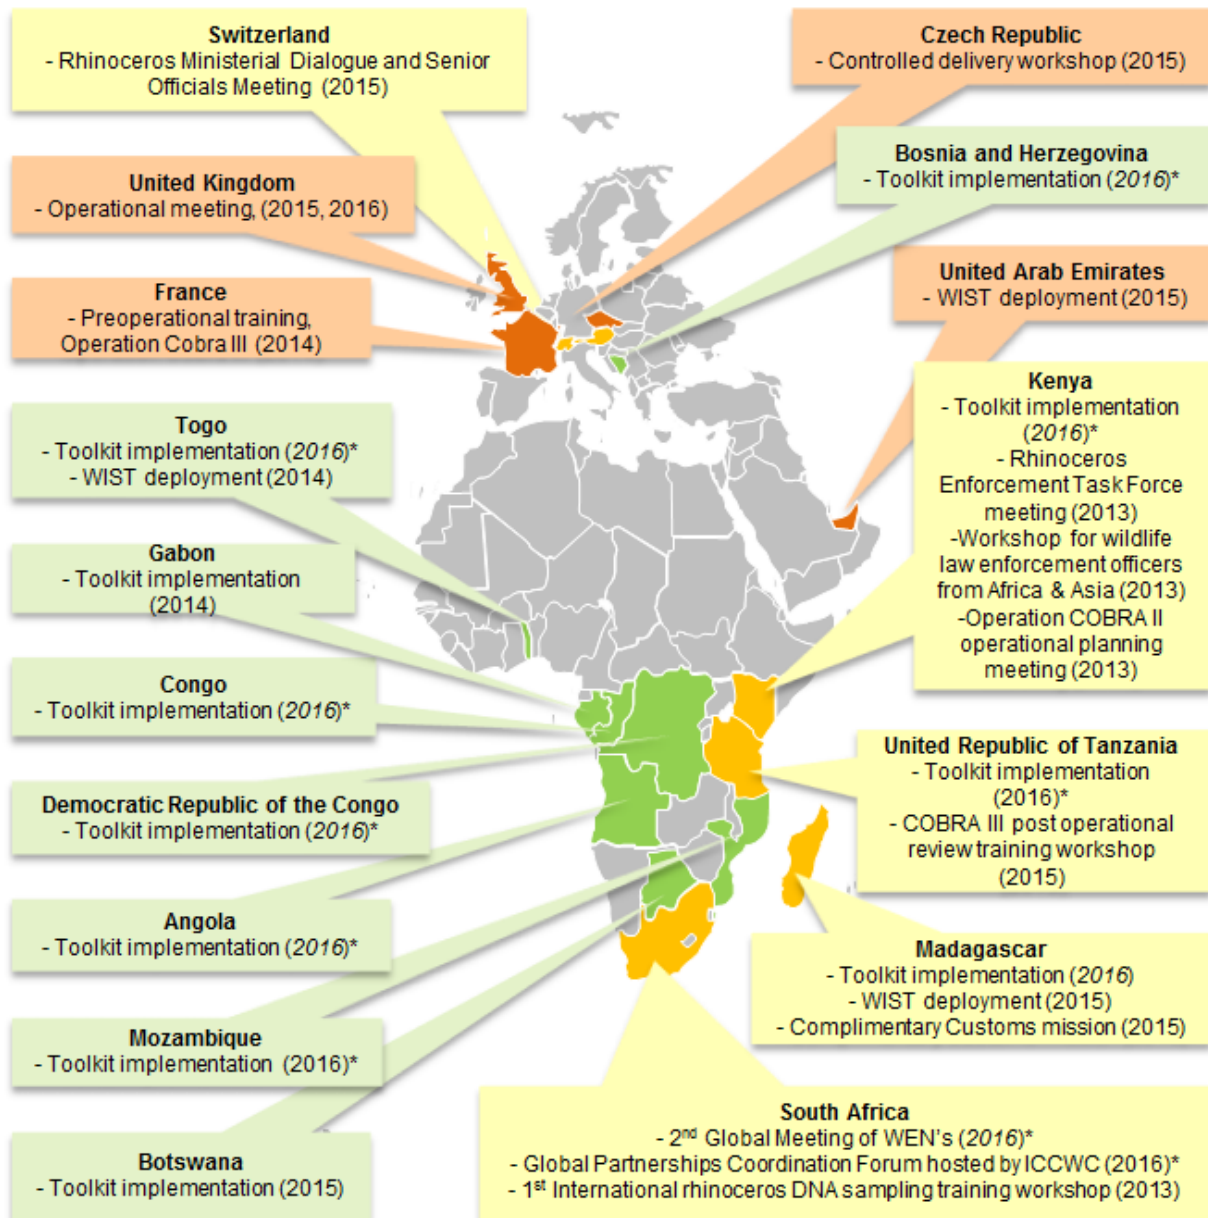 Switzerland
- Rhinoceros Ministerial Dialogue and Senior
Officials Meeting (2015)
Czech Republic
- Controlled delivery workshop (2015)
Bosnia and Herzegovina
- Toolkit implementation (2016)*
United Kingdom
- Operational meeting, (2015, 2016)
United Arab Emirates
- WIST deployment (2015)
France
- Preoperational training,
Operation Cobra III (2014)
Kenya
- Toolkit implementation
(2016)*
- Rhinoceros
Enforcement Task Force
meeting (2013)
-Workshop for wildlife
law enforcement officers
from Africa & Asia (2013)
-Operation COBRA II
operational planning
meeting (2013)
Togo
- Toolkit implementation (2016)*
- WIST deployment (2014)
Gabon
- Toolkit implementation
(2014)
Congo
- Toolkit implementation (2016)*
United Republic of Tanzania
- Toolkit implementation
(2016)*
- COBRA III post operational
review training workshop
(2015)
Democratic Republic of the Congo
- Toolkit implementation (2016)*
Angola
- Toolkit implementation (2016)*
Madagascar
- Toolkit implementation (2016)
- WIST deployment (2015)
- Complimentary Customs mission (2015)
Mozambique
- Toolkit implementation (2016)*
South Africa
- 2nd Global Meeting of WEN's (2016)*
- Global Partnerships Coordination Forum hosted by ICCWC (2016)*
- 1st International rhinoceros DNA sampling training workshop (2013)
Botswana
- Toolkit implementation (2015)